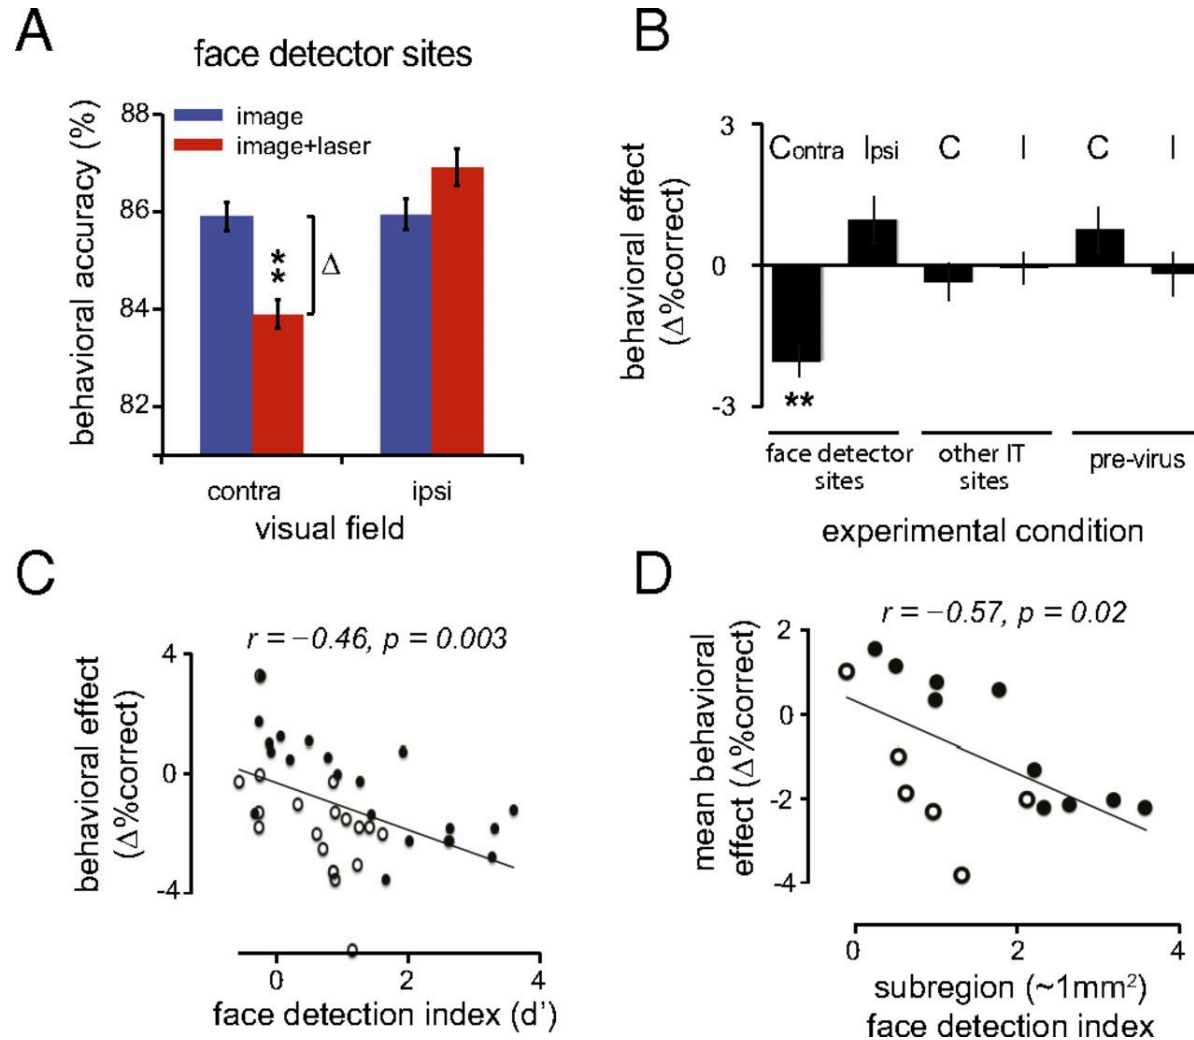 A
face detector sites
behavioral accuracy (%)
88
86
84
82
image
image+laser
**
Δ
contra
ipsi
visual field
B
behavioral effect
(Δ%correct)
3
0
-3
Contra
Ipsi
C
I
C
I
**
face detector
sites
other IT
sites
pre-virus
experimental condition
C
r = −0.46, p = 0.003
behavioral effect
(Δ%correct)
4
0
-4
0
2
4
face detection index (d')
D
r = −0.57, p = 0.02
mean behavioral
effect (Δ%correct)
2
0
-2
-4
0
2
4
subregion (~1mm²)
face detection index